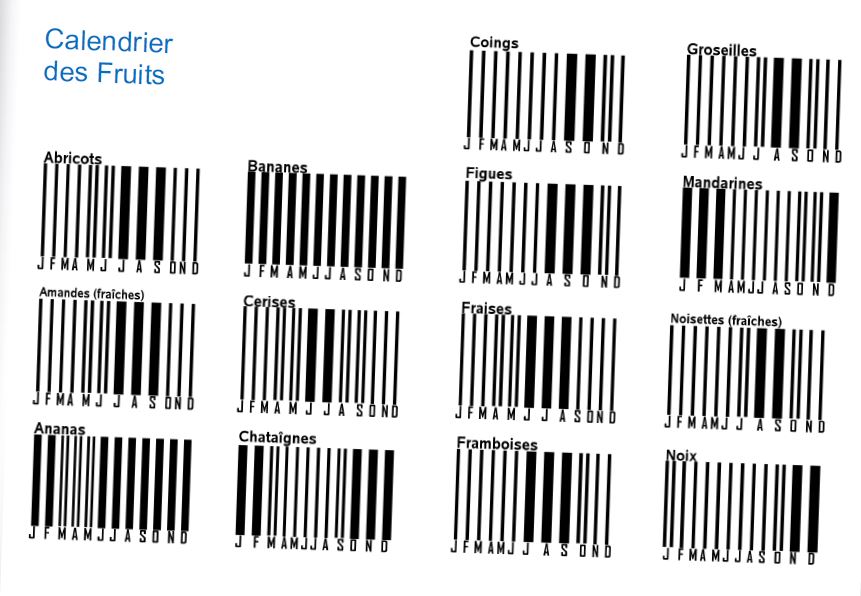 Calendrier
des Fruits
Abricots
J F M A M J J A S O N D
Amandes (fraîches)
J F M A M J J A S O N D
Ananas
J F M A M J J A S O N D
Bananes
J F M A M J J A S O N D
Cerises
J F M A M J J A S O N D
Chataîgnes
J F M A M J J A S O N D
Coings
J F M A M J J A S O N D
Figues
J F M A M J J A S O N D
Fraises
J F M A M J J A S O N D
Framboises
J F M A M J J A S O N D
Groseilles
J F M A M J J A S O N D
Mandarines
J F M A M J J A S O N D
Noisettes (fraîches)
J F M A M J J A S O N D
Noix
J F M A M J J A S O N D